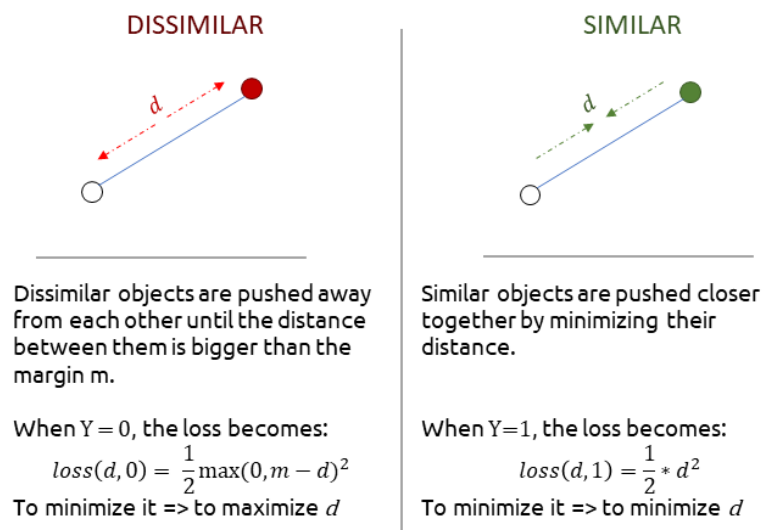 DISSIMILAR
d
Dissimilar objects are pushed away
from each other until the distance
between them is bigger than the
margin m.
When Y = 0, the loss becomes:
loss(d, 0) = 1/2 max(0, m − d)²
To minimize it => to maximize d
SIMILAR
d
Similar objects are pushed closer
together by minimizing their
distance.
When Y=1, the loss becomes:
loss(d, 1) = 1/2 * d²
To minimize it => to minimize d